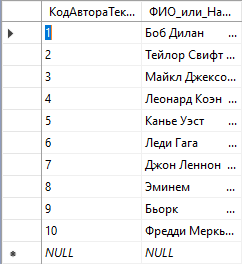 КодАвтораТек... ФИО_или_На...
1 Боб Дилан ...
2 Тейлор Свифт ...
3 Майкл Джексо...
4 Леонард Коэн ...
5 Канье Уэст ...
6 Леди Гага ...
7 Джон Леннон ...
8 Эминем ...
9 Бьорк ...
10 Фредди Меркь...
NULL NULL